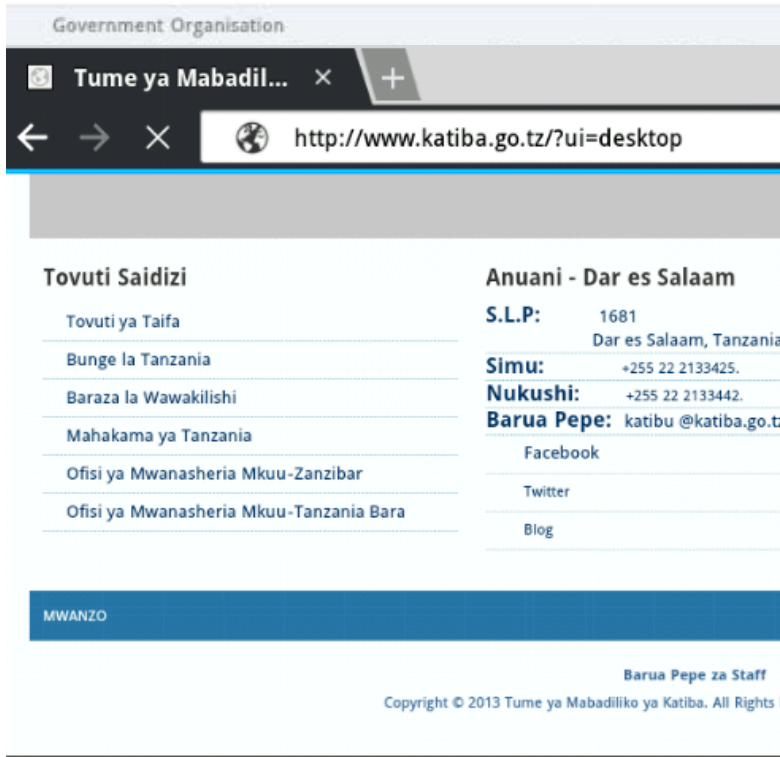 Government Organisation
Tume ya Mabadil...
http://www.katiba.go.tz/?ui=desktop
Tovuti Saidizi
Tovuti ya Taifa
Bunge la Tanzania
Baraza la Wawakilishi
Mahakama ya Tanzania
Ofisi ya Mwanasheria Mkuu-Zanzibar
Ofisi ya Mwanasheria Mkuu-Tanzania Bara
Anuani - Dar es Salaam
S.L.P: 1681
Dar es Salaam, Tanzania
Simu: +255 22 2133425.
Nukushi: +255 22 2133442.
Barua Pepe: katibu @katiba.go.tz
Facebook
Twitter
Blog
MWANZO
Barua Pepe za Staff
Copyright © 2013 Tume ya Mabadiliko ya Katiba. All Rights